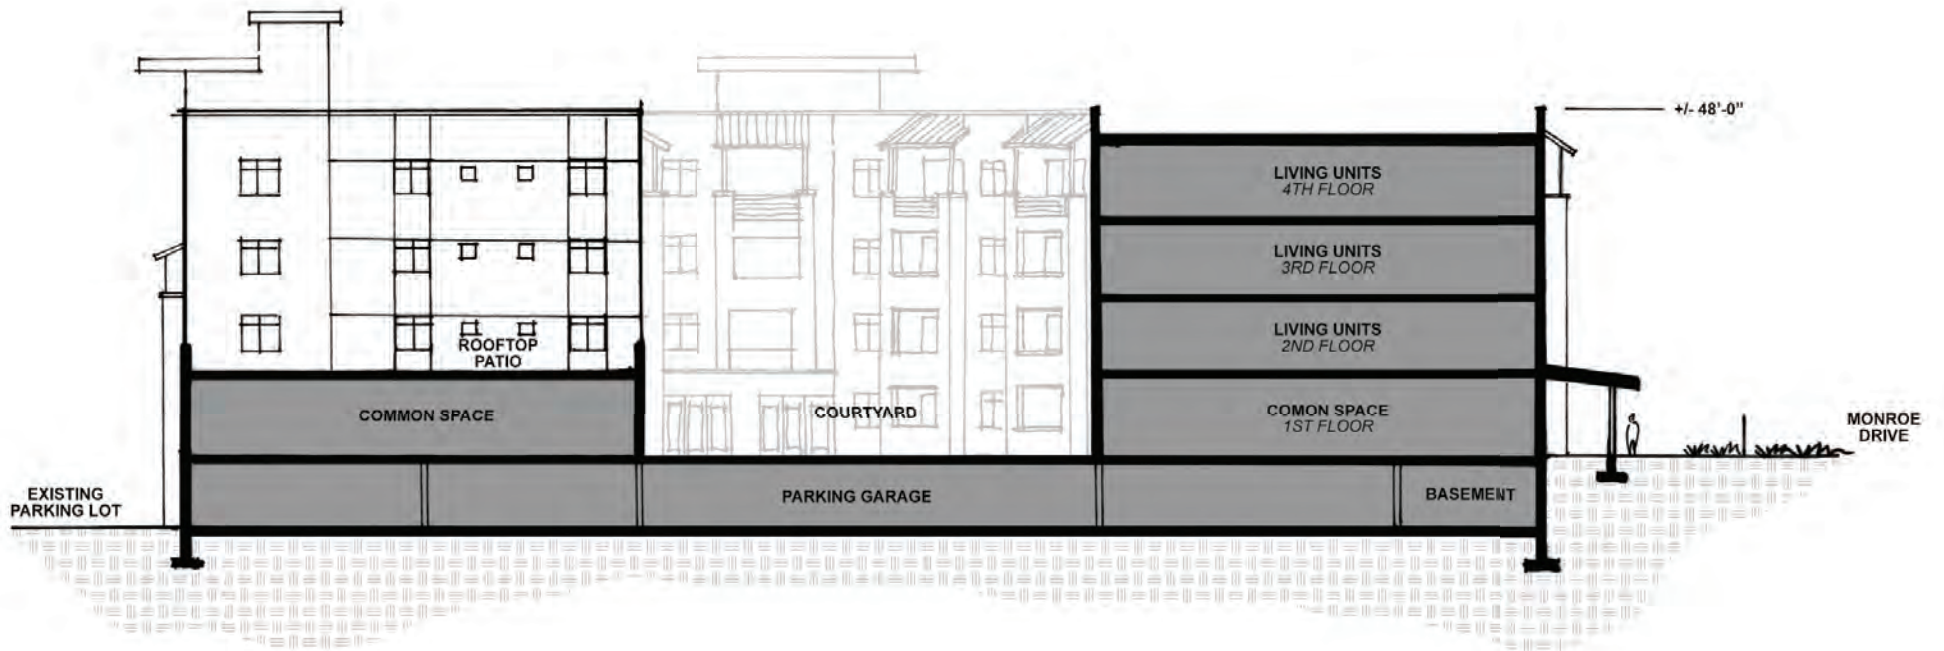 +/- 48'-0"
LIVING UNITS
4TH FLOOR
LIVING UNITS
3RD FLOOR
LIVING UNITS
2ND FLOOR
ROOFTOP
PATIO
COMMON SPACE
COURTYARD
COMON SPACE
1ST FLOOR
MONROE
DRIVE
EXISTING
PARKING LOT
PARKING GARAGE
BASEMENT